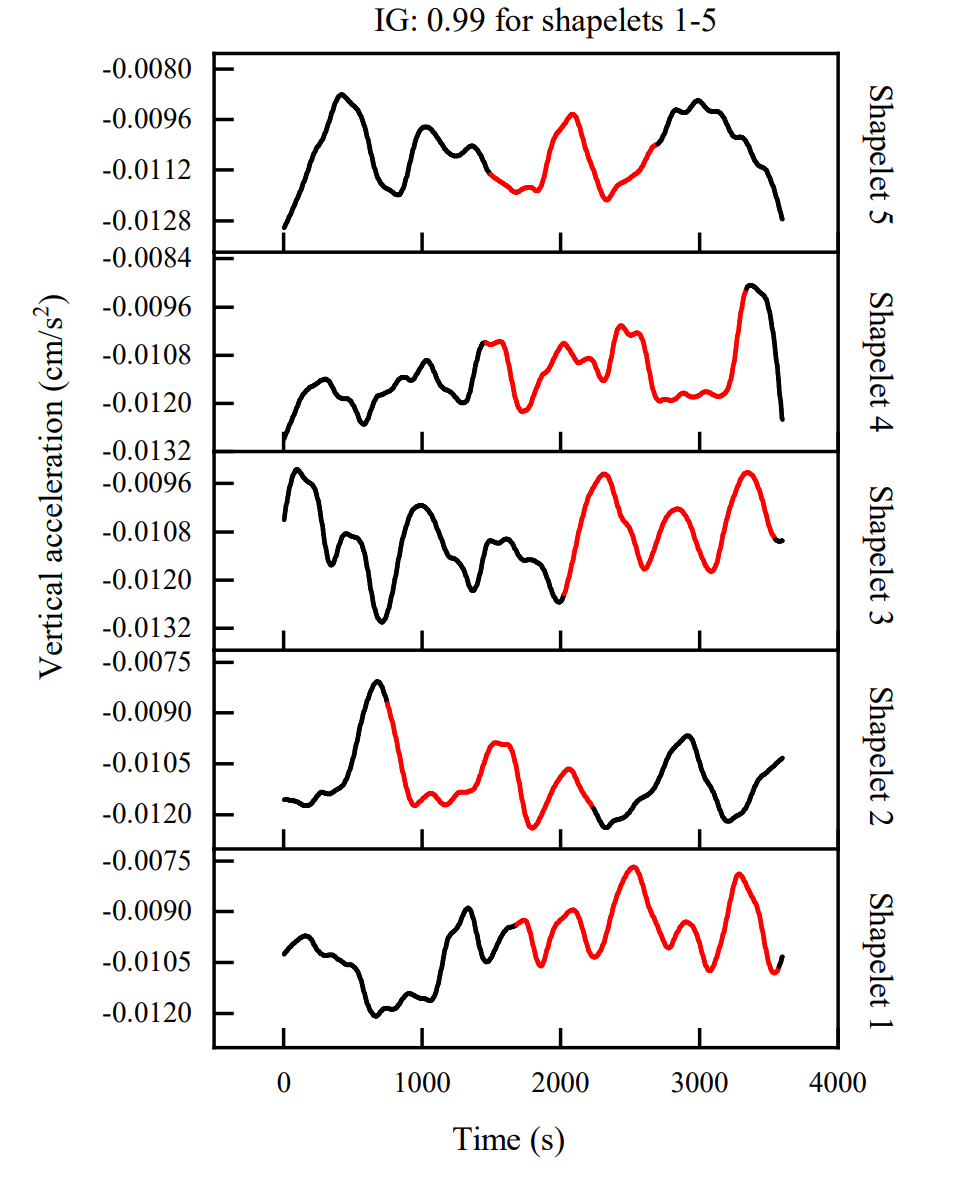 IG: 0.99 for shapelets 1-5
Vertical acceleration (cm/s²)
-0.0080
-0.0096
-0.0112
-0.0128
Shapelet 5
-0.0084
-0.0096
-0.0108
-0.0120
-0.0132
Shapelet 4
-0.0096
-0.0108
-0.0120
-0.0132
Shapelet 3
-0.0075
-0.0090
-0.0105
-0.0120
Shapelet 2
-0.0075
-0.0090
-0.0105
-0.0120
Shapelet 1
0 1000 2000 3000 4000
Time (s)